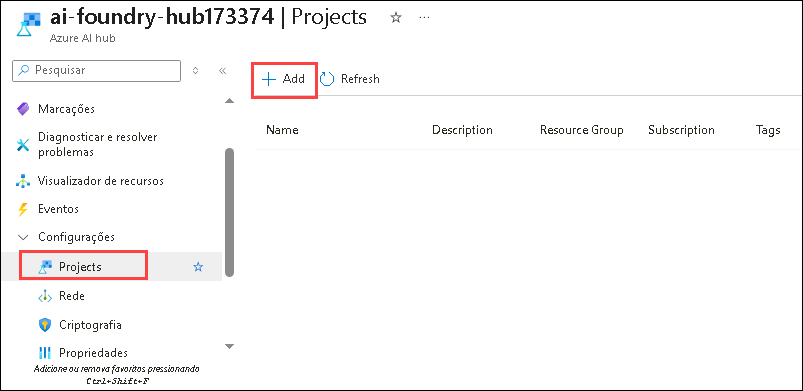 ai-foundry-hub173374 | Projects
Azure AI hub
Pesquisar
Add
Refresh
Marcações
Diagnosticar e resolver
problemas
Visualizador de recursos
Eventos
Configurações
Projects
Rede
Criptografia
Propriedades
Adicione ou remova favoritos pressionando
Ctrl+Shift+F
Name Description Resource Group Subscription Tags